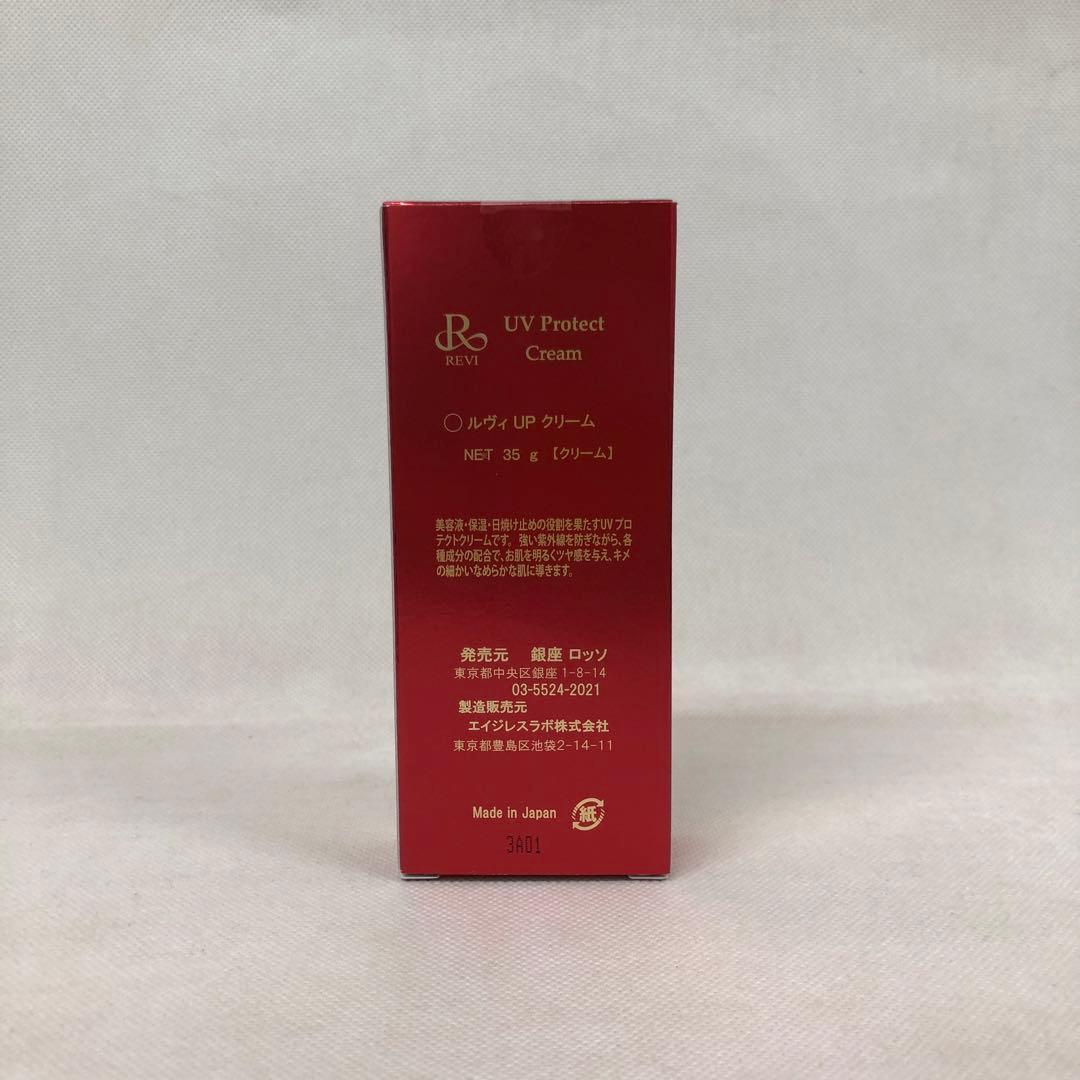 R
REVI
UV Protect
Cream
○ ルヴィ UP クリーム
NET 35 g 【クリーム】
美容液・保湿・日焼け止めの役割を果たすUV プロ
テクトクリームです。強い紫外線を防ぎながら、各
種成分の配合で、お肌を明るくツヤ感を与え、キメ
の細かいなめらかな肌に導きます。
発売元 銀座 ロッソ
東京都中央区銀座 1-8-14
03-5524-2021
製造販売元
エイジレスラボ株式会社
東京都豊島区池袋2-14-11
Made in Japan 紙
3A01